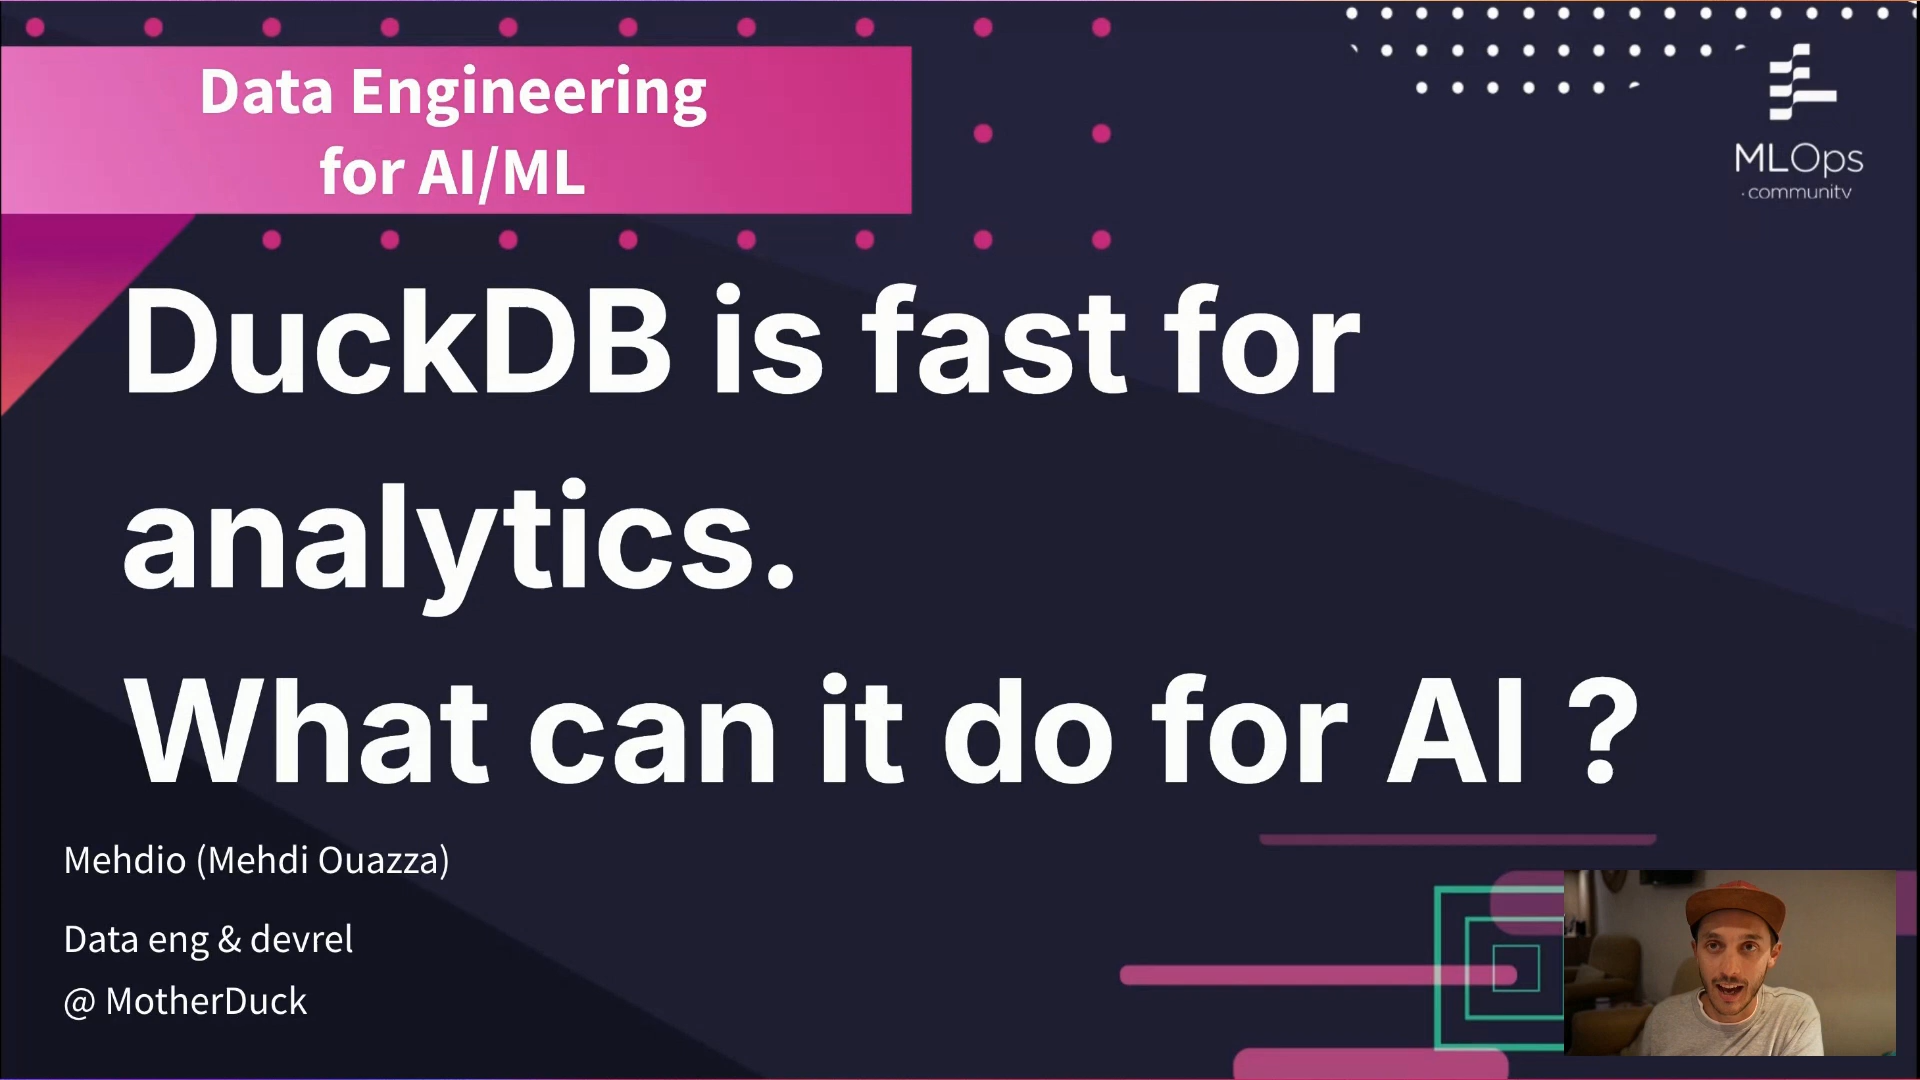 Data Engineering
for AI/ML
MLOps
.community
DuckDB is fast for
analytics.
What can it do for AI ?
Mehdio (Mehdi Ouazza)
Data eng & devrel
@ MotherDuck